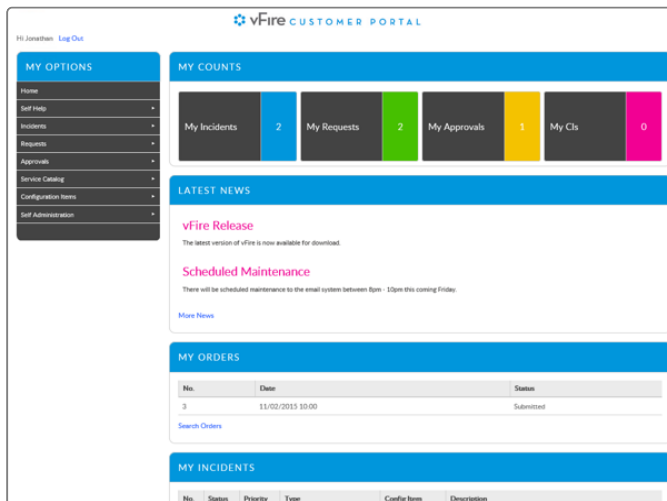 vFire CUSTOMER PORTAL
Hi Jonathan Log Out
MY OPTIONS
Home
Self Help
Incidents
Requests
Approvals
Service Catalog
Configuration Items
Self Administration
MY COUNTS
My Incidents 2
My Requests 2
My Approvals 1
My CIs 0
LATEST NEWS
vFire Release
The latest version of vFire is now available for download.
Scheduled Maintenance
There will be scheduled maintenance to the email system between 8pm - 10pm this coming Friday.
More News
MY ORDERS
No. Date Status
3 11/02/2015 10:00 Submitted
Search Orders
MY INCIDENTS
No. Status Priority Type Config Item Description